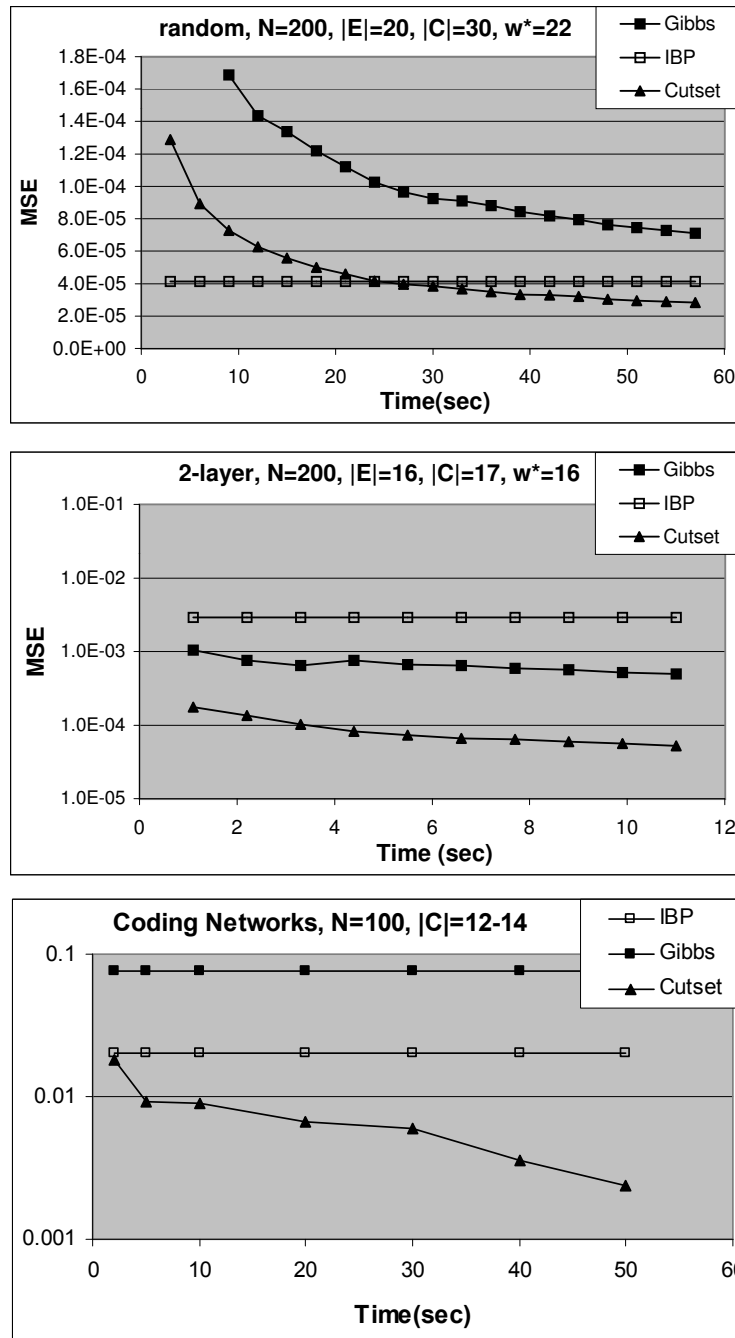 random, N=200, |E|=20, |C|=30, w*=22
Gibbs
IBP
Cutset
1.8E-04
1.6E-04
1.4E-04
1.2E-04
1.0E-04
8.0E-05
6.0E-05
4.0E-05
2.0E-05
0.0E+00
MSE
0 10 20 30 40 50 60
Time(sec)
2-layer, N=200, |E|=16, |C|=17, w*=16
Gibbs
IBP
Cutset
1.0E-01
1.0E-02
1.0E-03
1.0E-04
1.0E-05
MSE
0 2 4 6 8 10 12
Time (sec)
Coding Networks, N=100, |C|=12-14
IBP
Gibbs
Cutset
0.1
0.01
0.001
0 10 20 30 40 50 60
Time(sec)